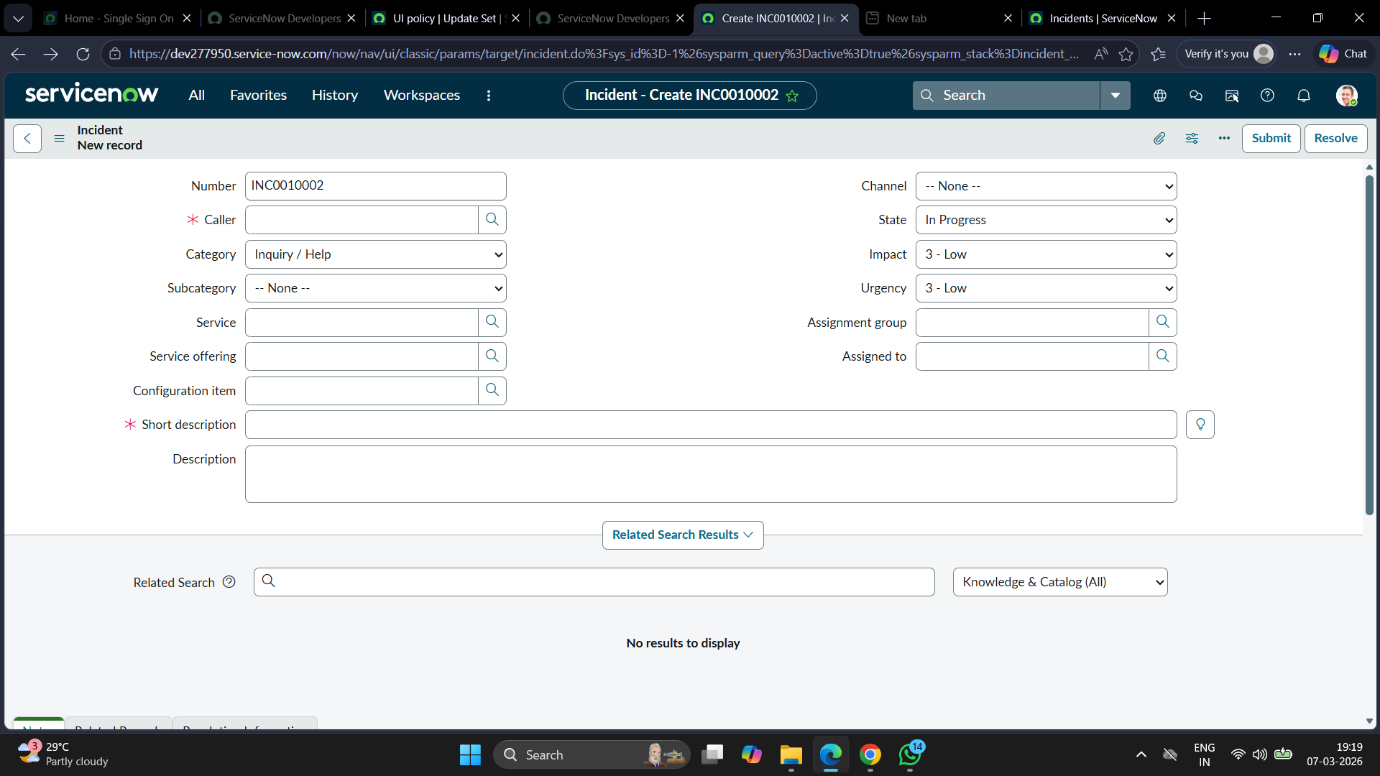 Home - Single Sign On
ServiceNow Developers
UI policy | Update Set |
ServiceNow Developers
Create INC0010002 | In
New tab
Incidents | ServiceNow
https://dev277950.service-now.com/now/nav/ui/classic/params/target/incident.do%3Fsys_id%3D-1%26sysparm_query%3Dactive%3Dtrue%26sysparm_stack%3Dincident_...
Verify it's you
Chat
servicenow
All
Favorites
History
Workspaces
Incident - Create INC0010002
Search
Incident
New record
Submit
Resolve
Number
INC0010002
Channel
-- None --
Caller
State
In Progress
Category
Inquiry / Help
Impact
3 - Low
Subcategory
-- None --
Urgency
3 - Low
Service
Assignment group
Service offering
Assigned to
Configuration item
Short description
Description
Related Search Results
Related Search
Knowledge & Catalog (All)
No results to display
3
29°C
Partly cloudy
Search
14
ENG
IN
19:19
07-03-2026